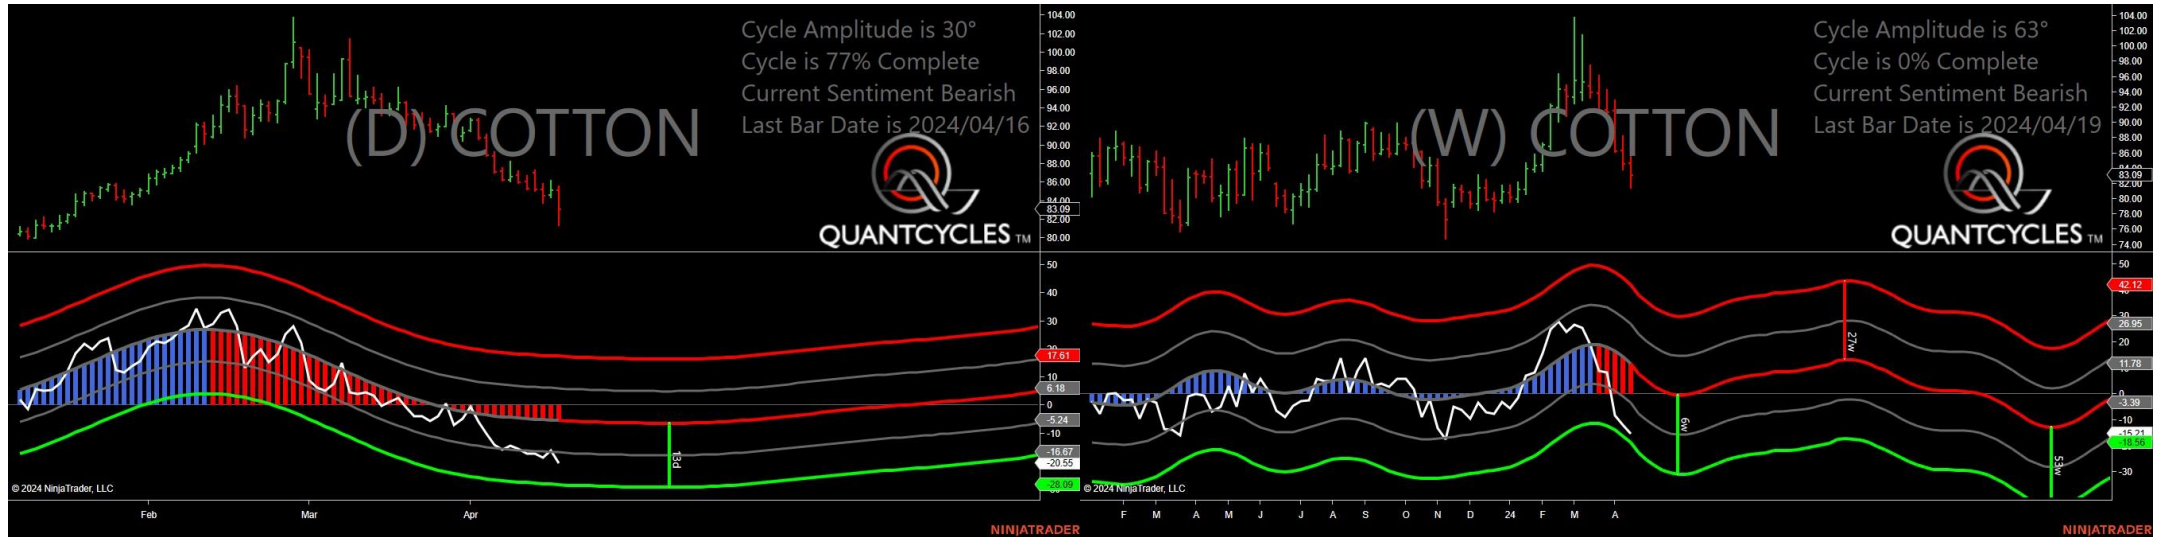 Cycle Amplitude is 30°
Cycle is 77% Complete
Current Sentiment Bearish
Last Bar Date is 2024/04/16
(D) COTTON
QUANTCYCLES TM
104.00
102.00
100.00
98.00
96.00
94.00
92.00
90.00
88.00
86.00
84.00
83.09
82.00
80.00
50
40
30
20
17.61
10
6.18
0
-5.24
-10
-16.67
-20.55
-28.09
13d
© 2024 NinjaTrader, LLC
Feb Mar Apr
NINJATRADER
Cycle Amplitude is 63°
Cycle is 0% Complete
Current Sentiment Bearish
Last Bar Date is 2024/04/19
(W) COTTON
QUANTCYCLES TM
104.00
102.00
100.00
98.00
96.00
94.00
92.00
90.00
88.00
86.00
84.00
83.09
82.00
80.00
78.00
76.00
74.00
50
42.12
30
26.95
20
11.78
0
-3.39
-10
-15.21
-18.56
-30
27w
6w
53w
© 2024 NinjaTrader, LLC
F M A M J J A S O N D 24 F M A
NINJATRADER